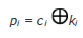 pᵢ = cᵢ ⊕ kᵢ